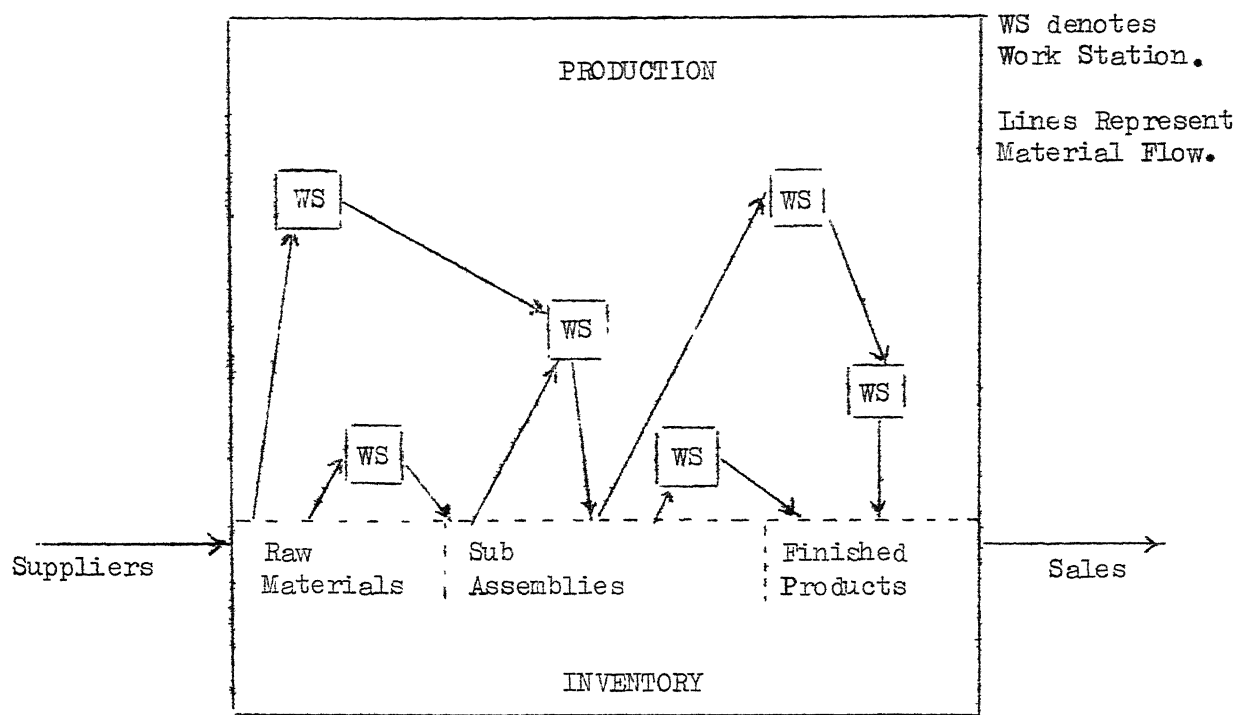 WS denotes
Work Station.
Lines Represent
Material Flow.
PRODUCTION
WS
WS
WS
WS
WS
WS
Suppliers
Raw
Materials
Sub
Assemblies
Finished
Products
Sales
INVENTORY